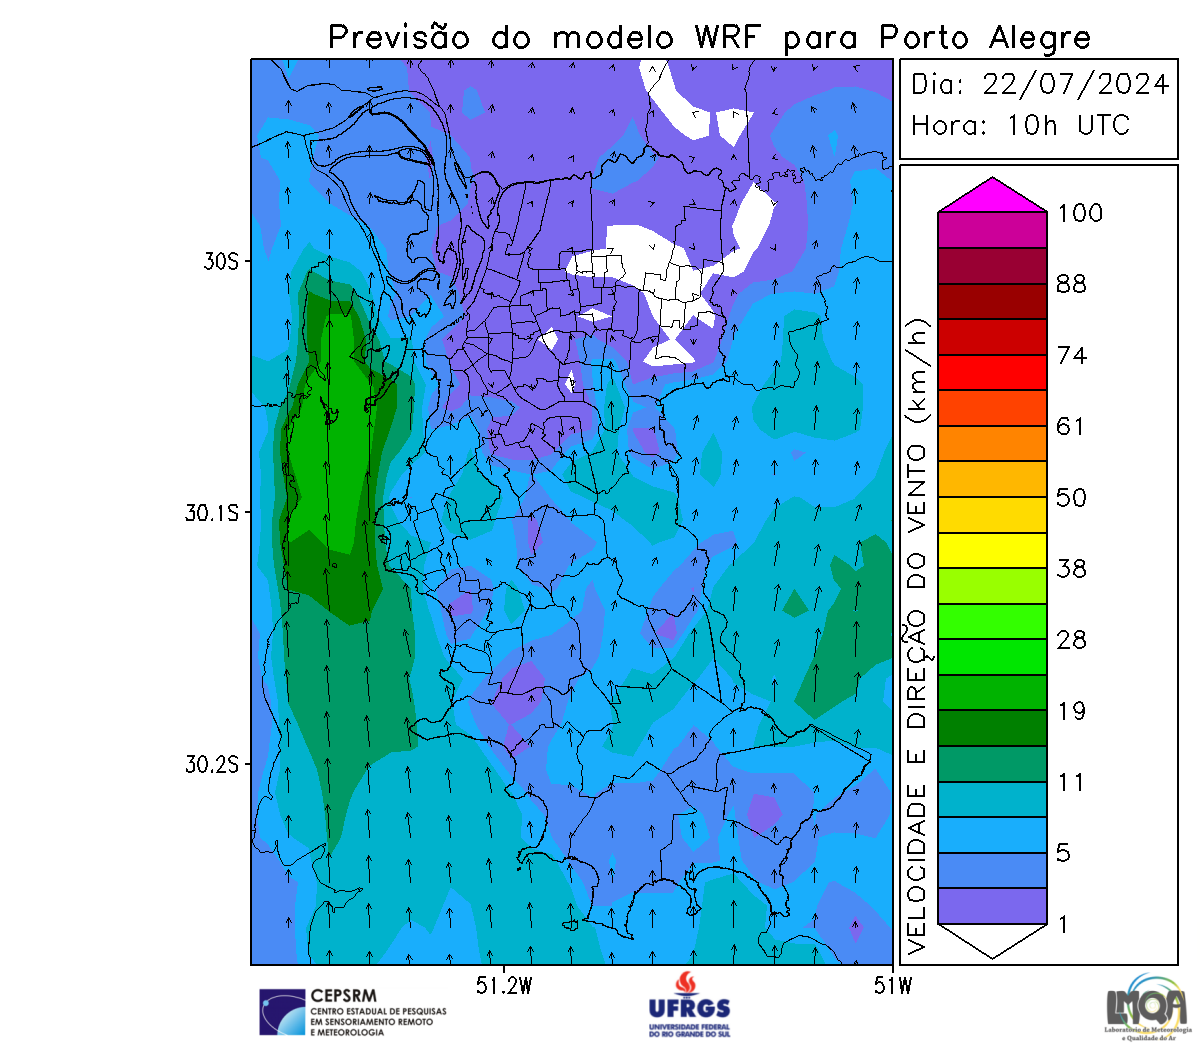 Previsão do modelo WRF para Porto Alegre
Dia: 22/07/2024
Hora: 10h UTC
30S
30.1S
30.2S
51.2W
51W
VELOCIDADE E DIREÇÃO DO VENTO (km/h)
100
88
74
61
50
38
28
19
11
5
1
CEPSRM
CENTRO ESTADUAL DE PESQUISAS
EM SENSORIAMENTO REMOTO
E METEOROLOGIA
UFRGS
UNIVERSIDADE FEDERAL
DO RIO GRANDE DO SUL
LMQA
Laboratório de Meteorologia
e Qualidade do Ar